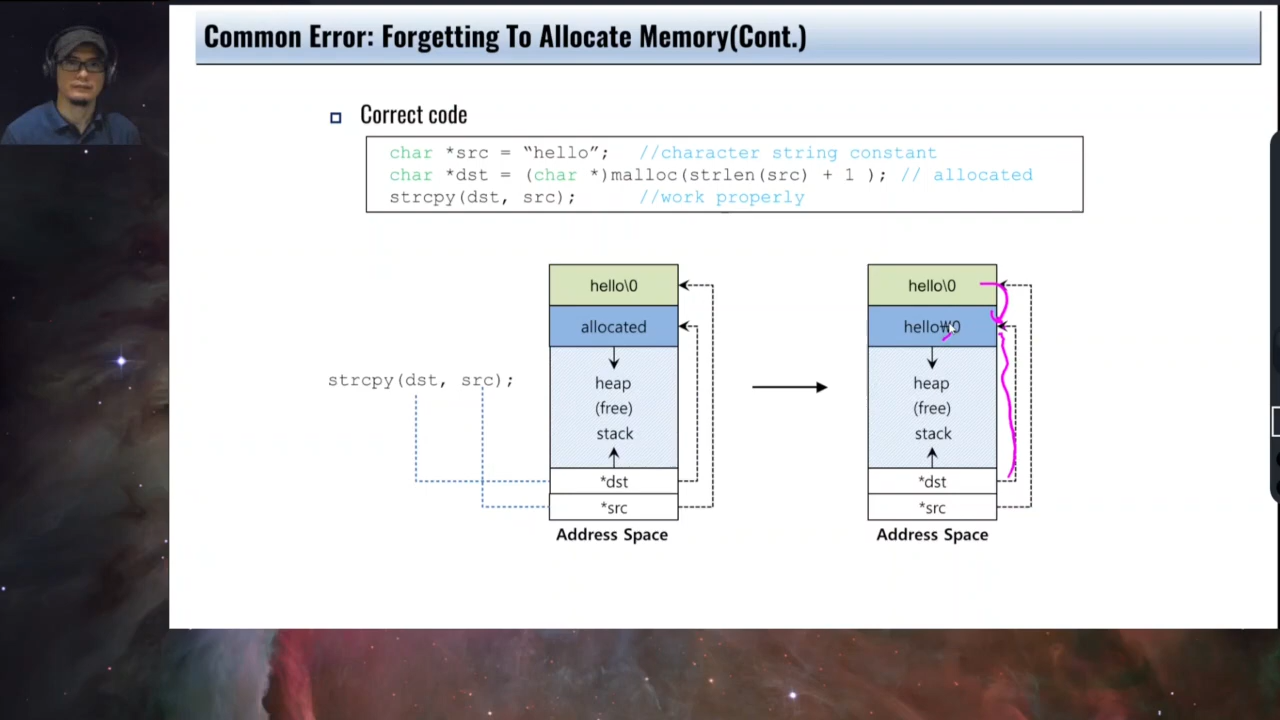 Common Error: Forgetting To Allocate Memory(Cont.)
Correct code
char *src = “hello”; //character string constant
char *dst = (char *)malloc(strlen(src) + 1 ); // allocated
strcpy(dst, src); //work properly
hello\0
allocated
heap
(free)
stack
*dst
*src
Address Space
strcpy(dst, src);
hello\0
hello₩0
heap
(free)
stack
*dst
*src
Address Space